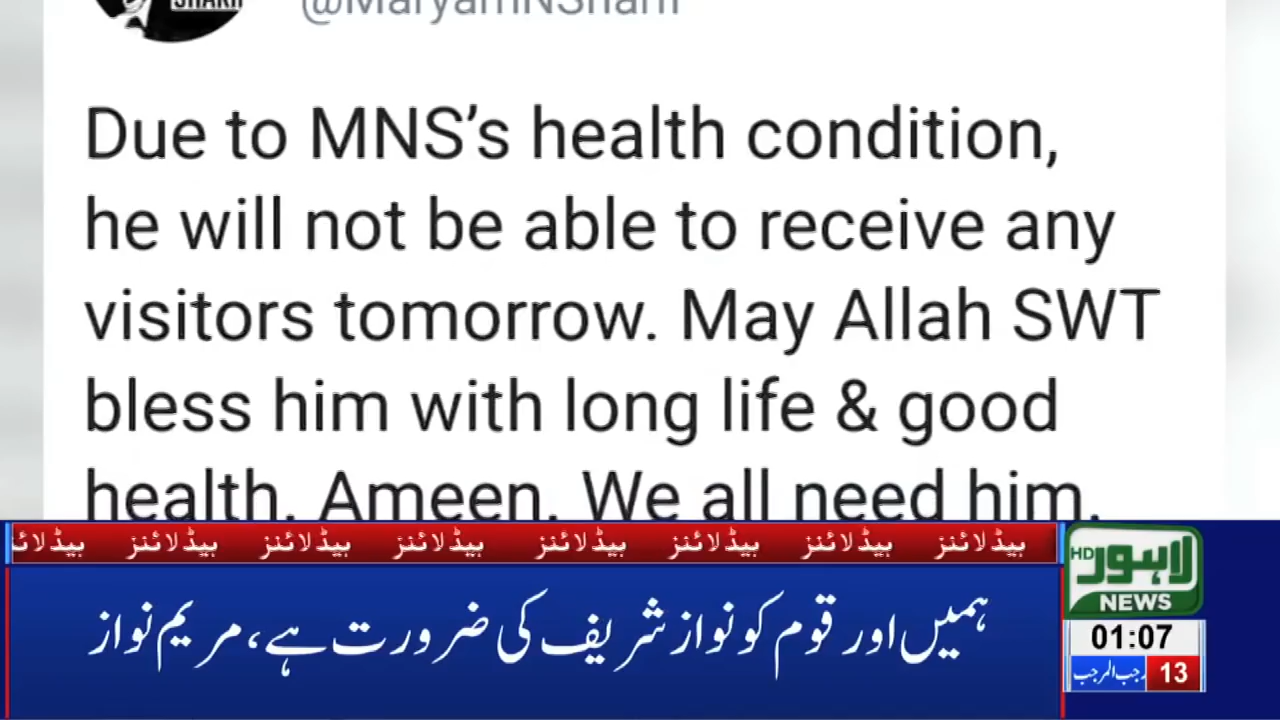 @MaryamNSharif
Due to MNS’s health condition,
he will not be able to receive any
visitors tomorrow. May Allah SWT
bless him with long life & good
health. Ameen. We all need him.
ہیڈلائنز ہیڈلائنز ہیڈلائنز ہیڈلائنز ہیڈلائنز ہیڈلائنز ہیڈلائنز ہیڈلائنز
ہمیں اور قوم کو نواز شریف کی ضرورت ہے، مریم نواز
HD لاہور
NEWS
01:07
13 رجب المرجب